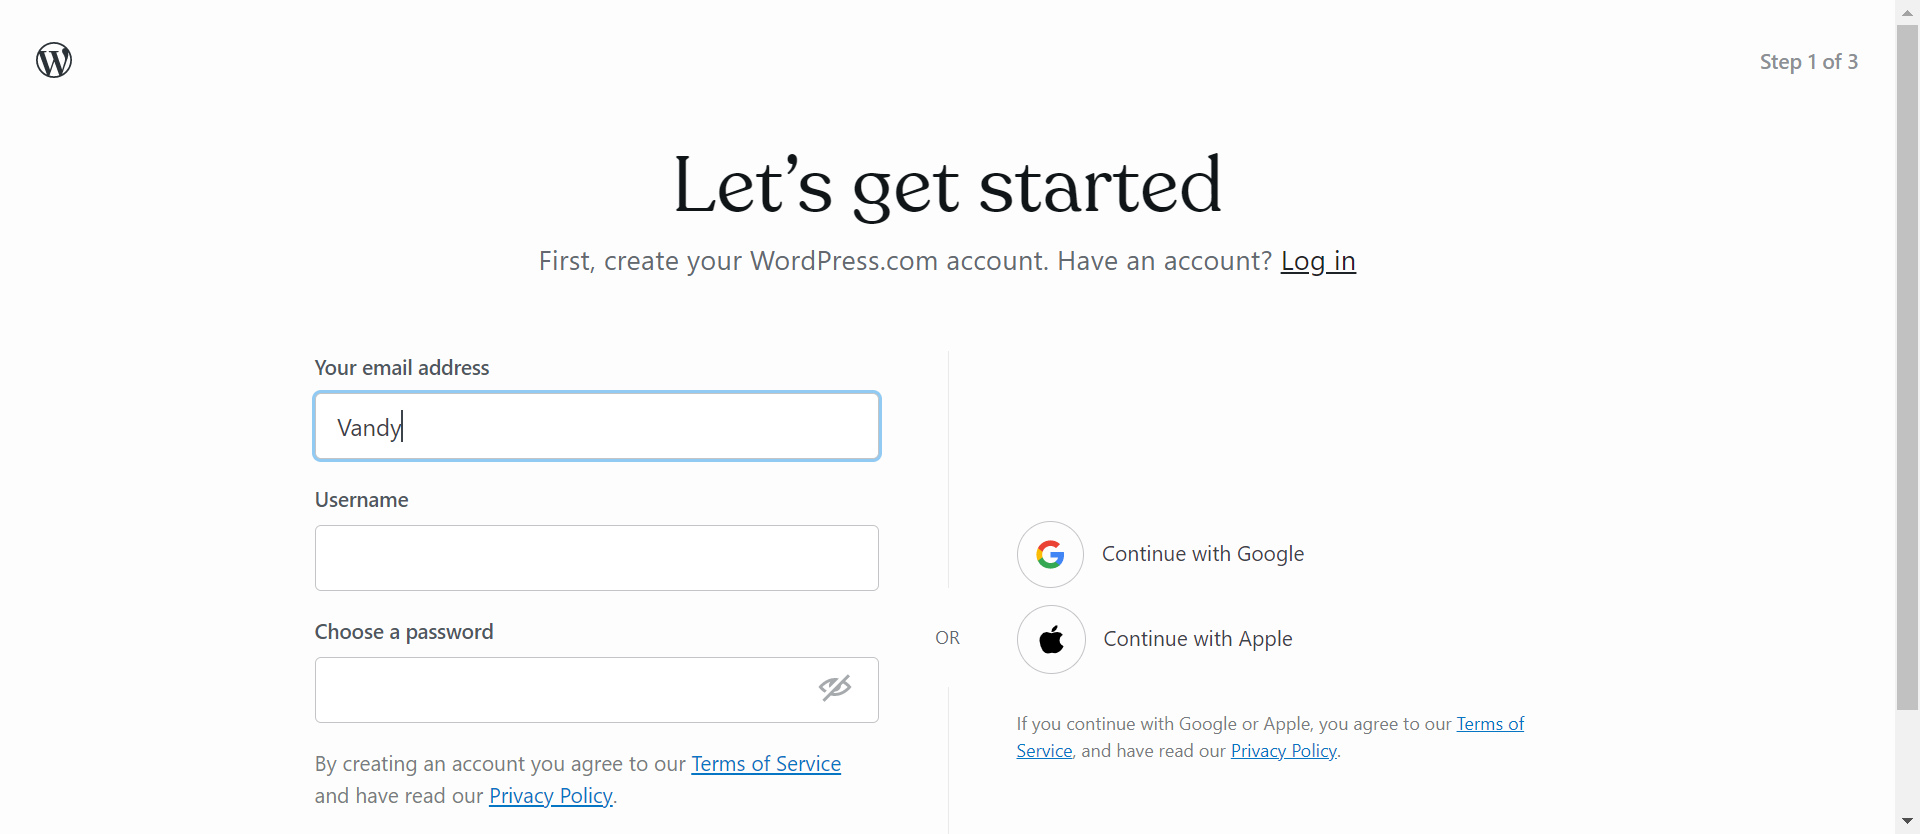 Step 1 of 3
Let's get started
First, create your WordPress.com account. Have an account? Log in
Your email address
Vandy
Username
Choose a password
By creating an account you agree to our Terms of Service
and have read our Privacy Policy.
OR
Continue with Google
Continue with Apple
If you continue with Google or Apple, you agree to our Terms of
Service, and have read our Privacy Policy.